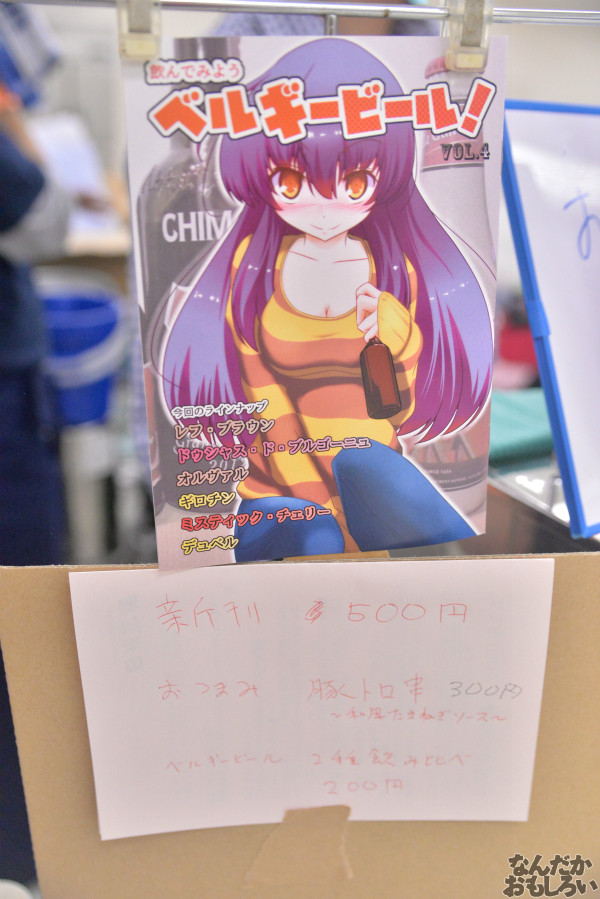 飲んでみよう
ベルギービール!
VOL.4
CHIM
今回のラインナップ
レフ・ブラウン
ドゥシャス・ド・ブルゴーニュ
オルヴァル
ギロチン
ミスティック・チェリー
デュベル
お
新刊 500円
おつまみ 豚トロ串 300円
～和風たまねぎソース～
ベルギービール 2種飲み比べ
200円
なんだか
おもしろい